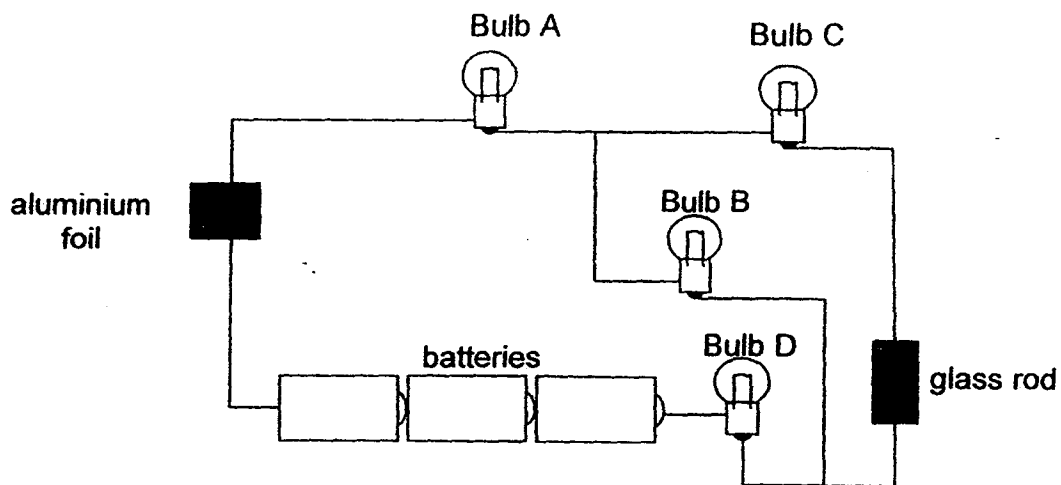 Bulb A
Bulb C
aluminium
foil
Bulb B
batteries
Bulb D
glass rod